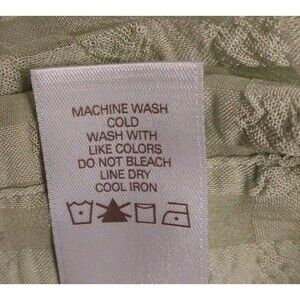 MACHINE WASH
COLD
WASH WITH
LIKE COLORS
DO NOT BLEACH
LINE DRY
COOL IRON